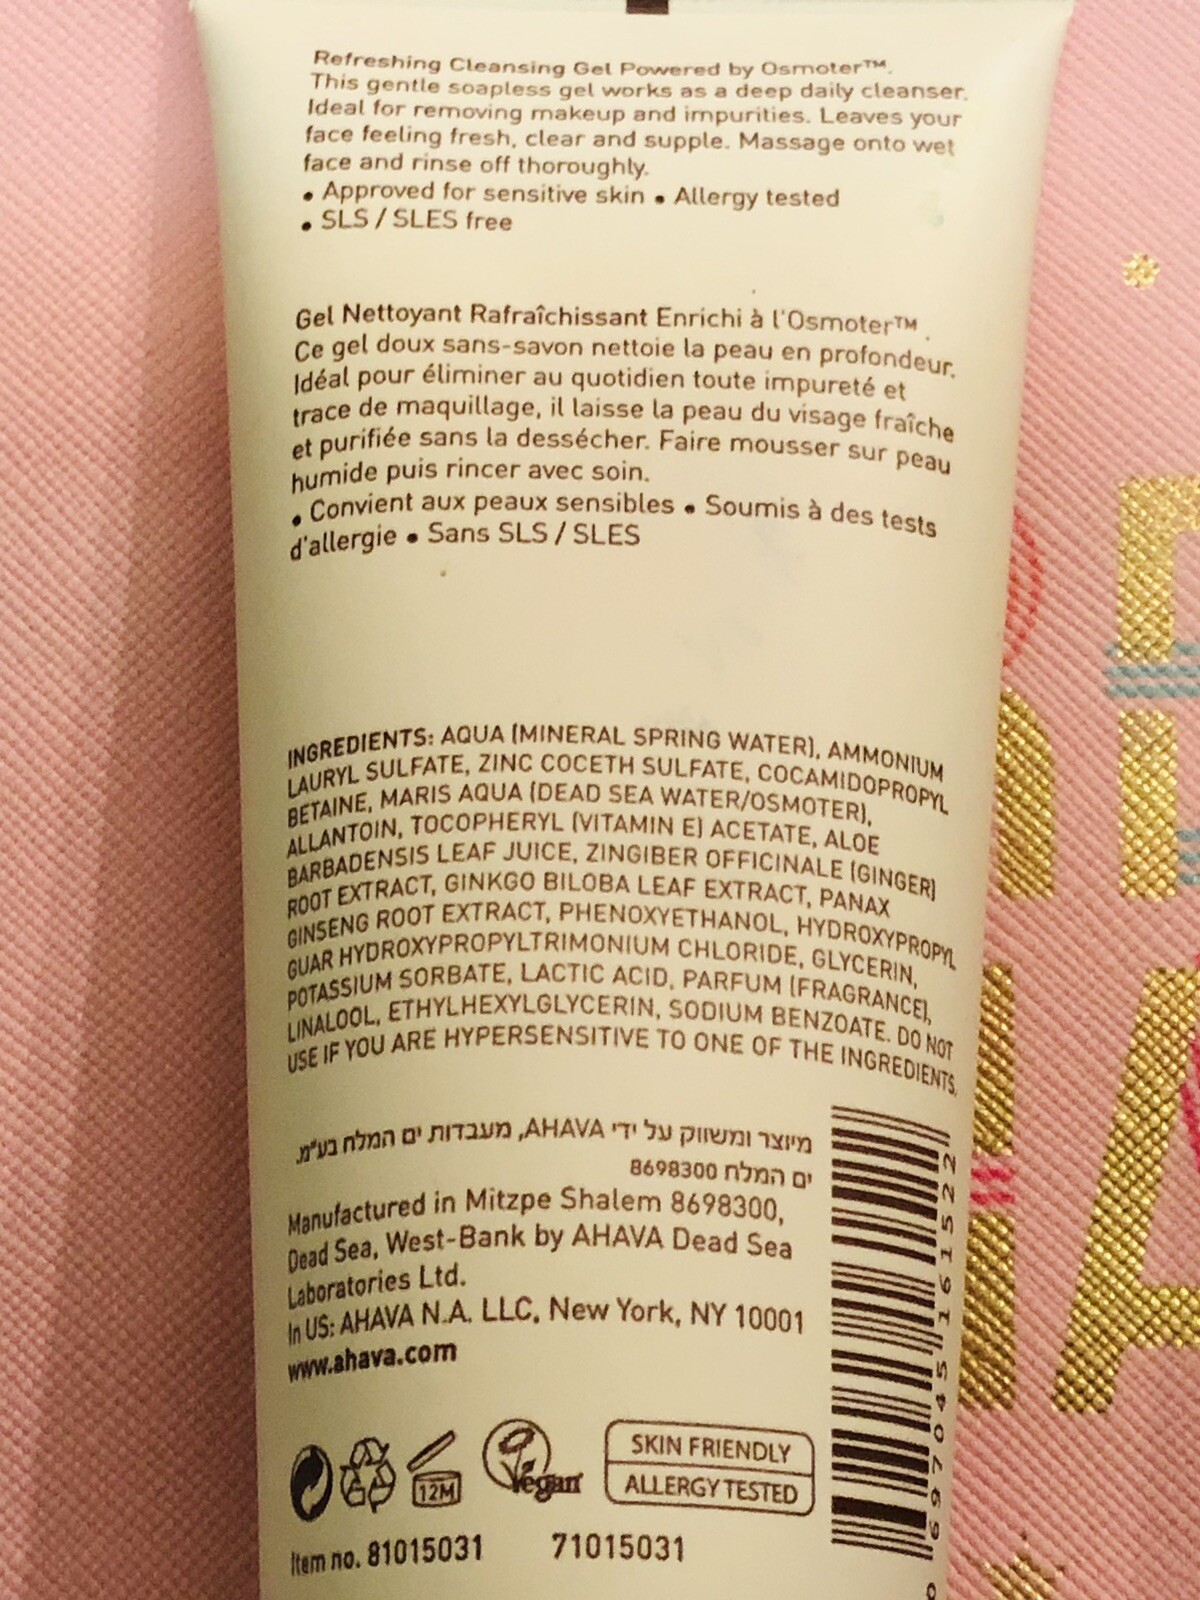 Refreshing Cleansing Gel Powered by Osmoter™.
This gentle soapless gel works as a deep daily cleanser.
Ideal for removing makeup and impurities. Leaves your
face feeling fresh, clear and supple. Massage onto wet
face and rinse off thoroughly.
• Approved for sensitive skin • Allergy tested
• SLS / SLES free
Gel Nettoyant Rafraîchissant Enrichi à l'Osmoter™.
Ce gel doux sans-savon nettoie la peau en profondeur.
Idéal pour éliminer au quotidien toute impureté et
trace de maquillage, il laisse la peau du visage fraîche
et purifiée sans la dessécher. Faire mousser sur peau
humide puis rincer avec soin.
• Convient aux peaux sensibles • Soumis à des tests
d'allergie • Sans SLS / SLES
INGREDIENTS: AQUA (MINERAL SPRING WATER), AMMONIUM
LAURYL SULFATE, ZINC COCETH SULFATE, COCAMIDOPROPYL
BETAINE, MARIS AQUA (DEAD SEA WATER/OSMOTER),
ALLANTOIN, TOCOPHERYL (VITAMIN E) ACETATE, ALOE
BARBADENSIS LEAF JUICE, ZINGIBER OFFICINALE (GINGER)
ROOT EXTRACT, GINKGO BILOBA LEAF EXTRACT, PANAX
GINSENG ROOT EXTRACT, PHENOXYETHANOL, HYDROXYPROPYL
GUAR HYDROXYPROPYLTRIMONIUM CHLORIDE, GLYCERIN,
POTASSIUM SORBATE, LACTIC ACID, PARFUM (FRAGRANCE),
LINALOOL, ETHYLHEXYLGLYCERIN, SODIUM BENZOATE. DO NOT
USE IF YOU ARE HYPERSENSITIVE TO ONE OF THE INGREDIENTS.
מיוצר ומשווק על ידי AHAVA, מעבדות ים המלח בע"מ
ים המלח 8698300
Manufactured in Mitzpe Shalem 8698300,
Dead Sea, West-Bank by AHAVA Dead Sea
Laboratories Ltd.
In US: AHAVA N.A. LLC, New York, NY 10001
www.ahava.com
12M
Vegan
SKIN FRIENDLY
ALLERGY TESTED
Item no. 81015031 71015031
0 697045 161522